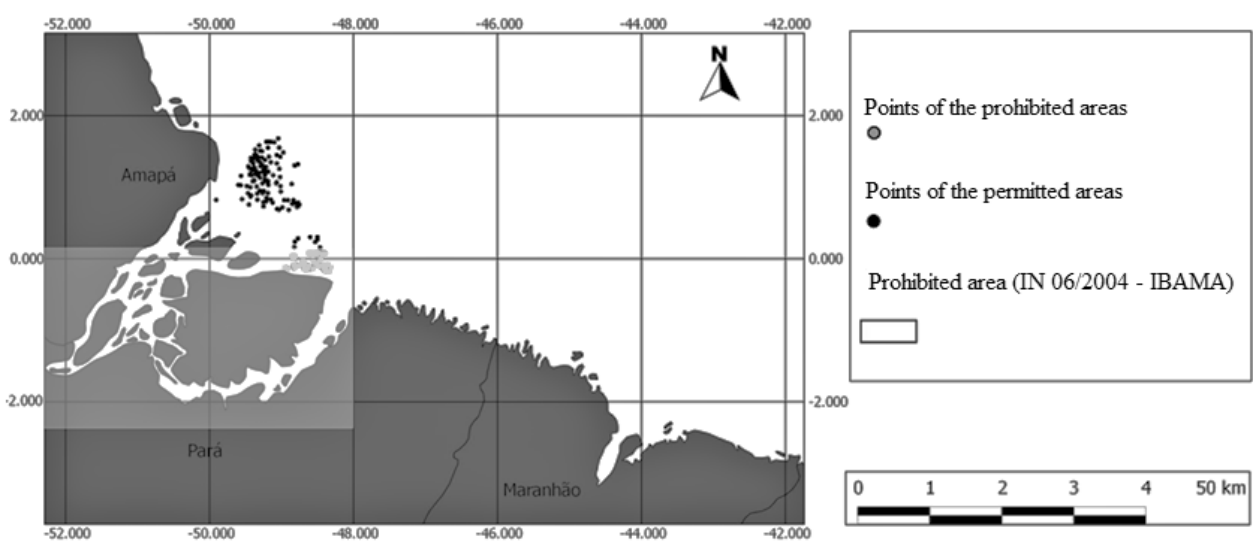 -52.000 -50.000 -48.000 -46.000 -44.000 -42.000
N
2.000 2.000
Amapá
0.000 0.000
-2.000 -2.000
Pará
Maranhão
-52.000 -50.000 -48.000 -46.000 -44.000 -42.000
Points of the prohibited areas
Points of the permitted areas
Prohibited area (IN 06/2004 - IBAMA)
0 1 2 3 4 50 km